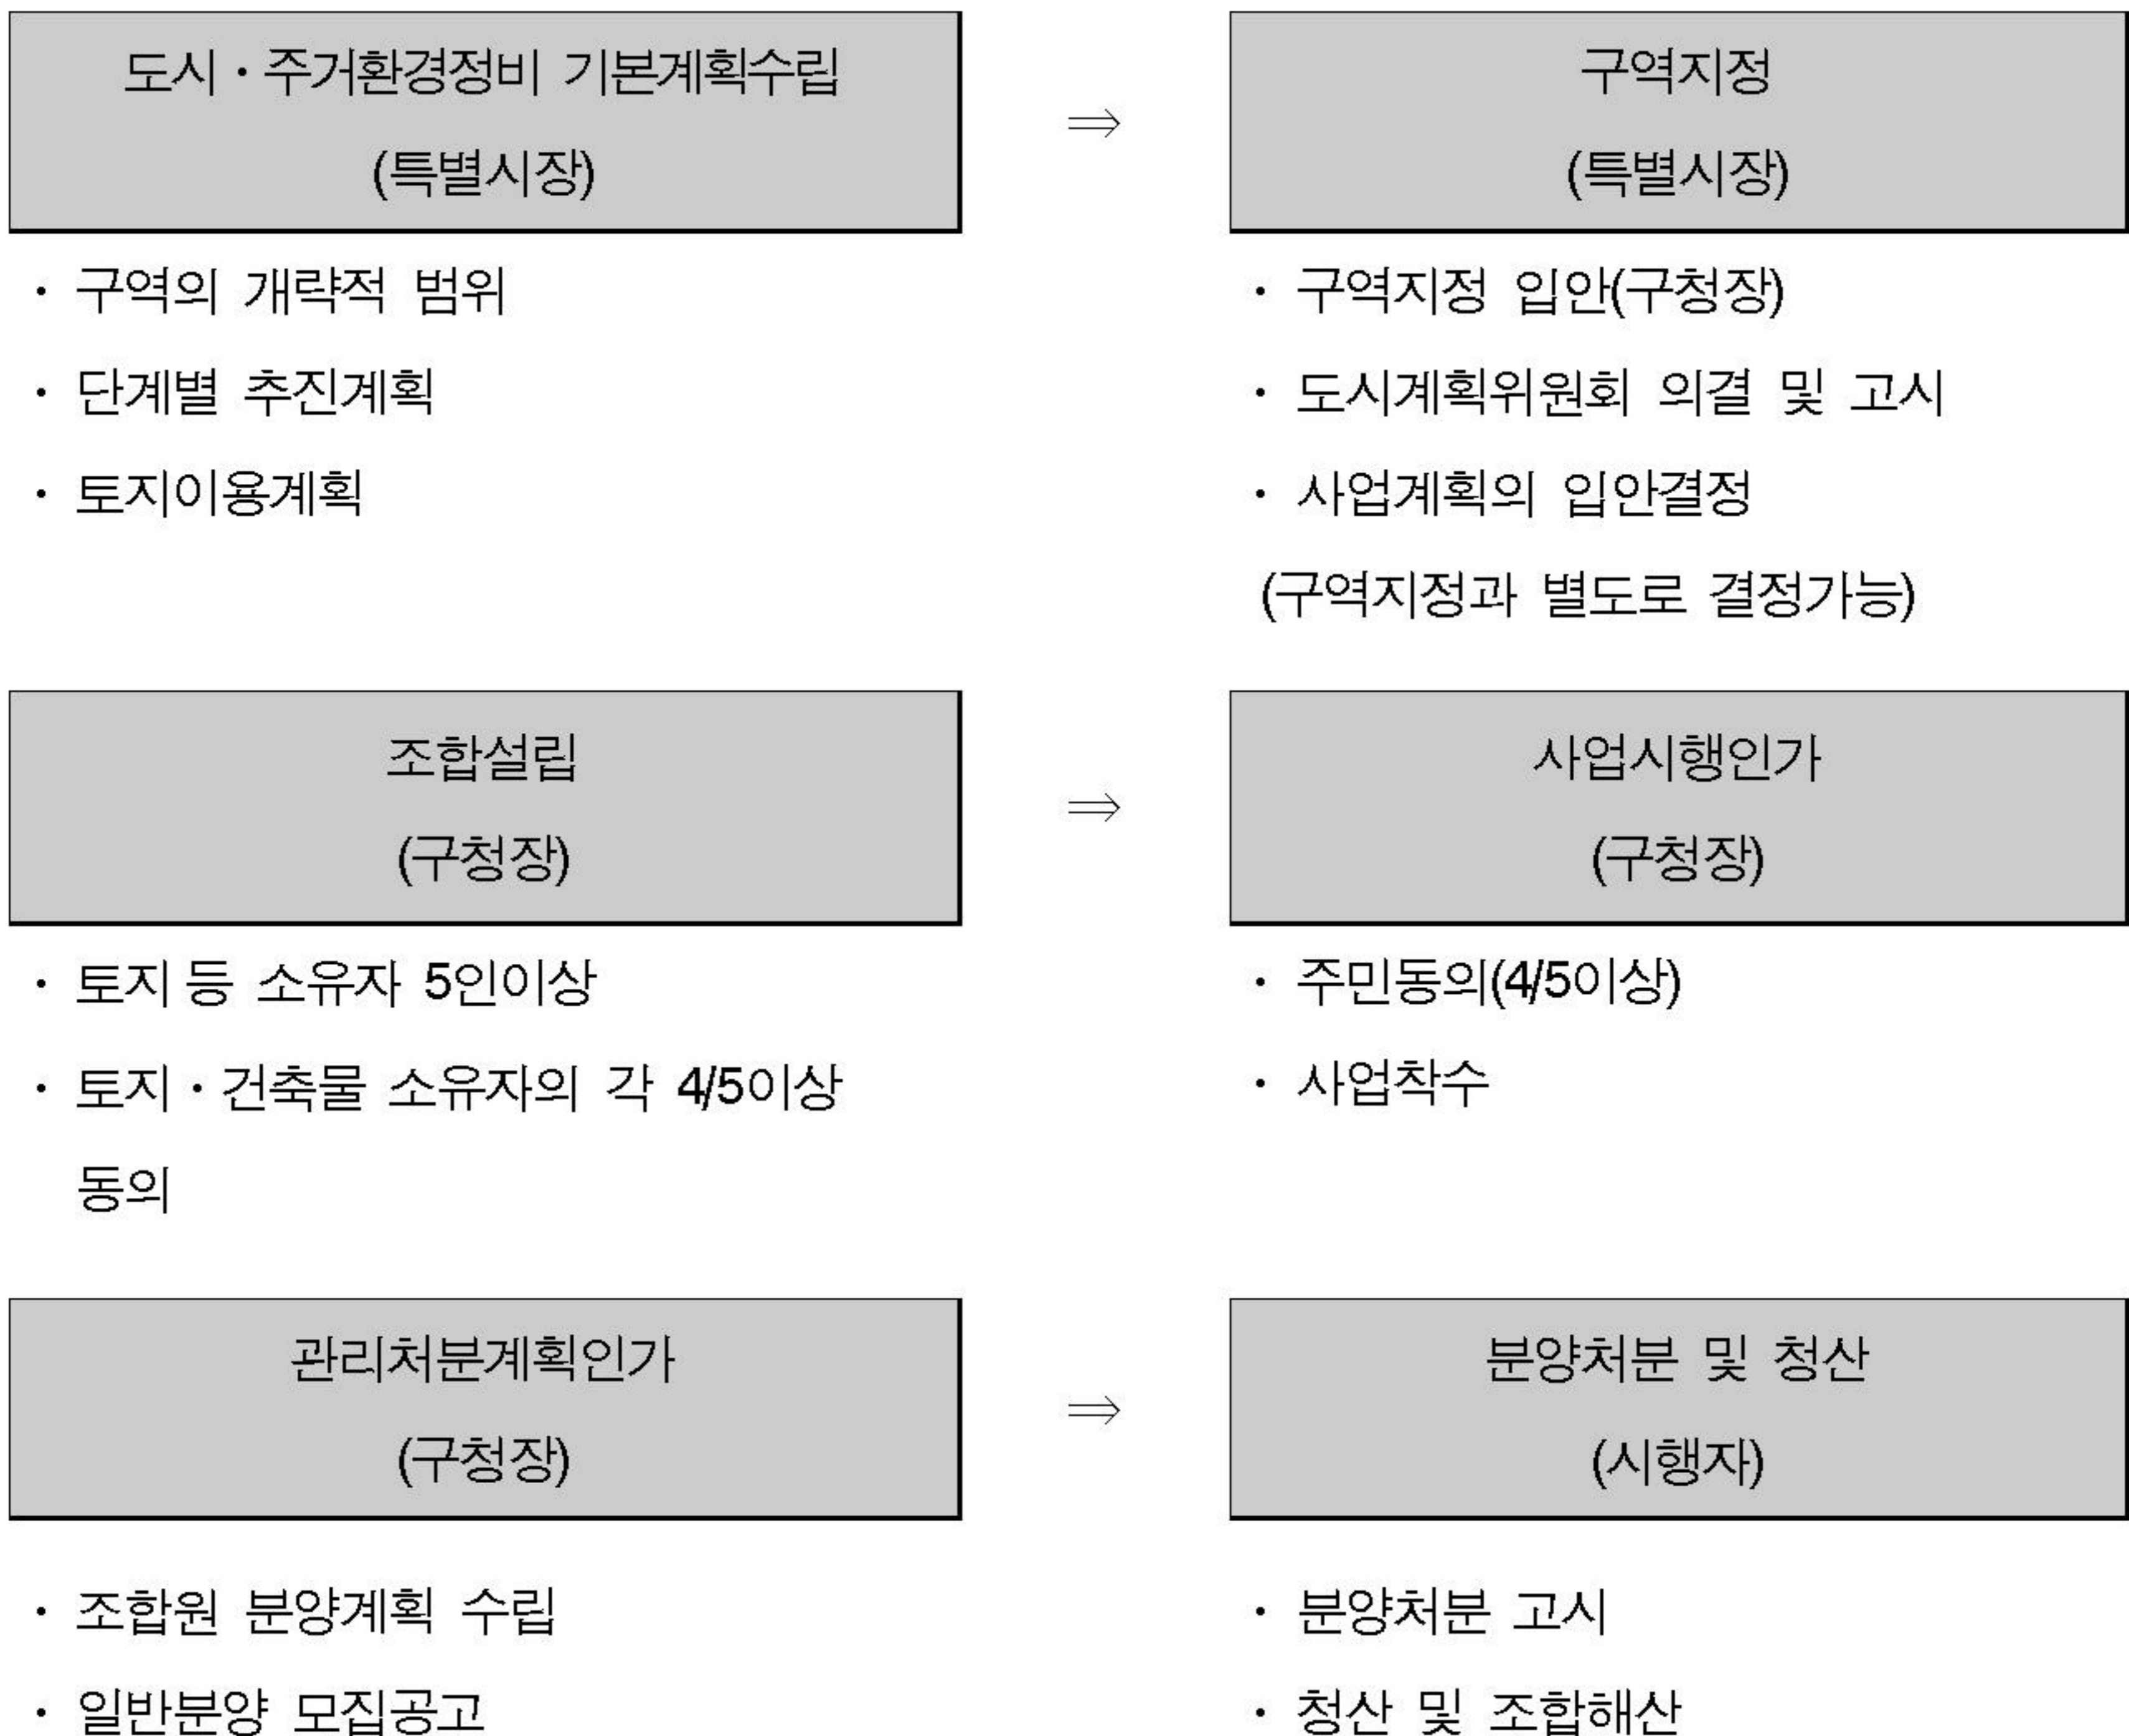 도시・주거환경정비 기본계획수립
(특별시장)
⇒
구역지정
(특별시장)
・ 구역의 개략적 범위
・ 단계별 추진계획
・ 토지이용계획
・ 구역지정 입안(구청장)
・ 도시계획위원회 의결 및 고시
・ 사업계획의 입안결정
(구역지정과 별도로 결정가능)
조합설립
(구청장)
⇒
사업시행인가
(구청장)
・ 토지 등 소유자 5인이상
・ 토지・건축물 소유자의 각 4/5이상
동의
・ 주민동의(4/5이상)
・ 사업착수
관리처분계획인가
(구청장)
⇒
분양처분 및 청산
(시행자)
・ 조합원 분양계획 수립
・ 일반분양 모집공고
・ 분양처분 고시
・ 청산 및 조합해산